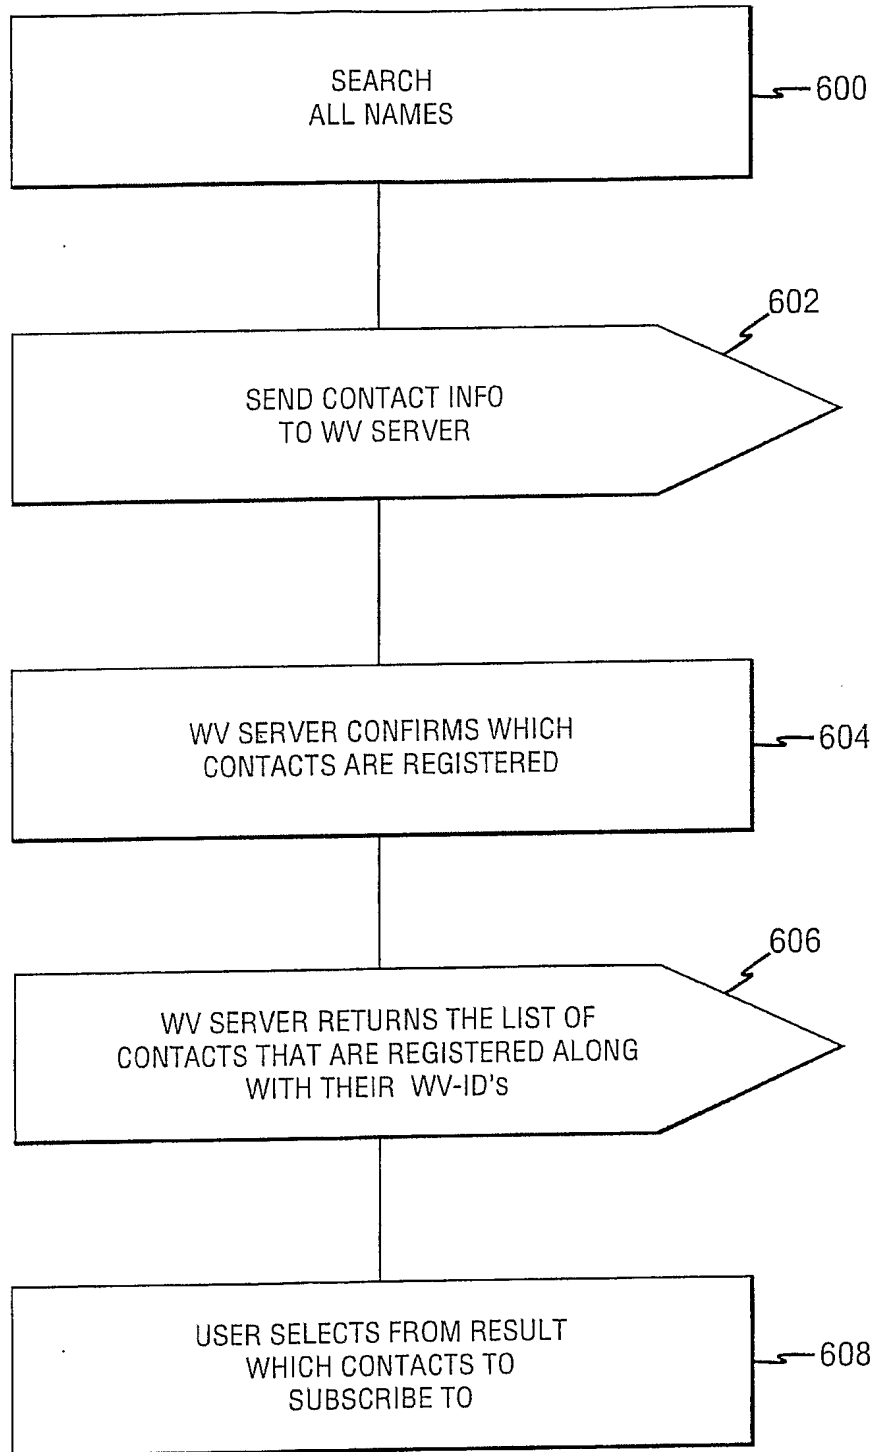 SEARCH
ALL NAMES
600
602
SEND CONTACT INFO
TO WV SERVER
WV SERVER CONFIRMS WHICH
CONTACTS ARE REGISTERED
604
606
WV SERVER RETURNS THE LIST OF
CONTACTS THAT ARE REGISTERED ALONG
WITH THEIR WV-ID's
USER SELECTS FROM RESULT
WHICH CONTACTS TO
SUBSCRIBE TO
608